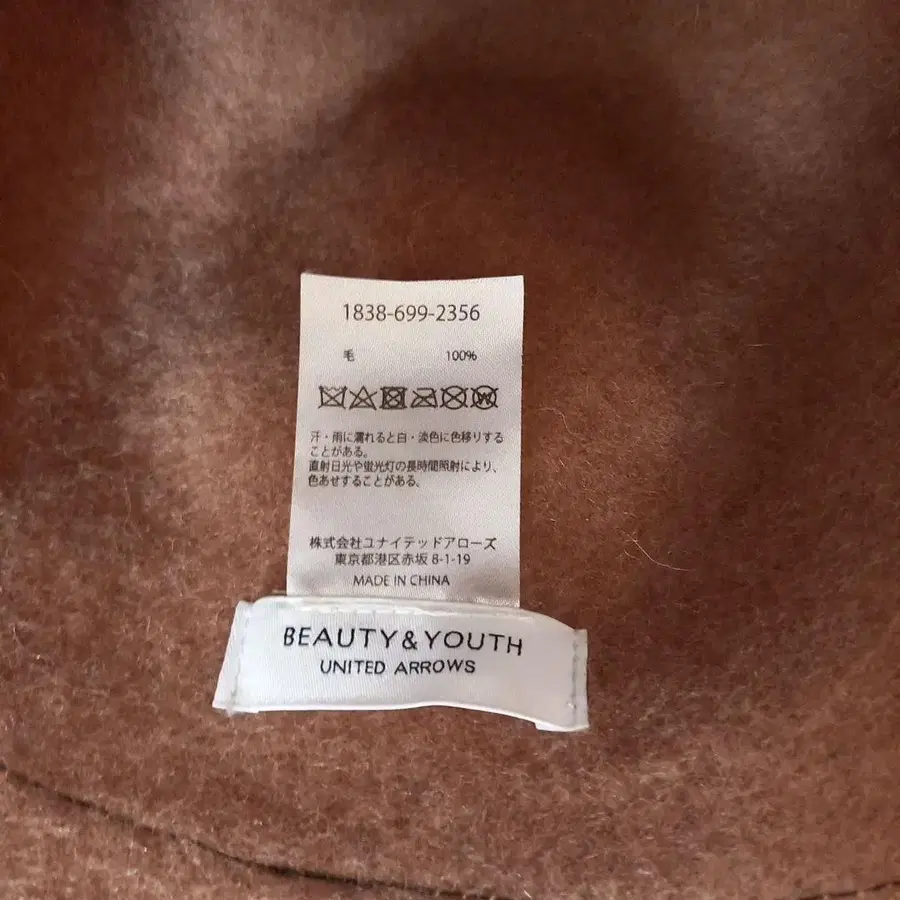 1838-699-2356
毛 100%
W
汗・雨に濡れると白・淡色に色移りする
ことがある。
直射日光や蛍光灯の長時間照射により、
色あせすることがある。
株式会社ユナイテッドアローズ
東京都港区赤坂 8-1-19
MADE IN CHINA
BEAUTY&YOUTH
UNITED ARROWS